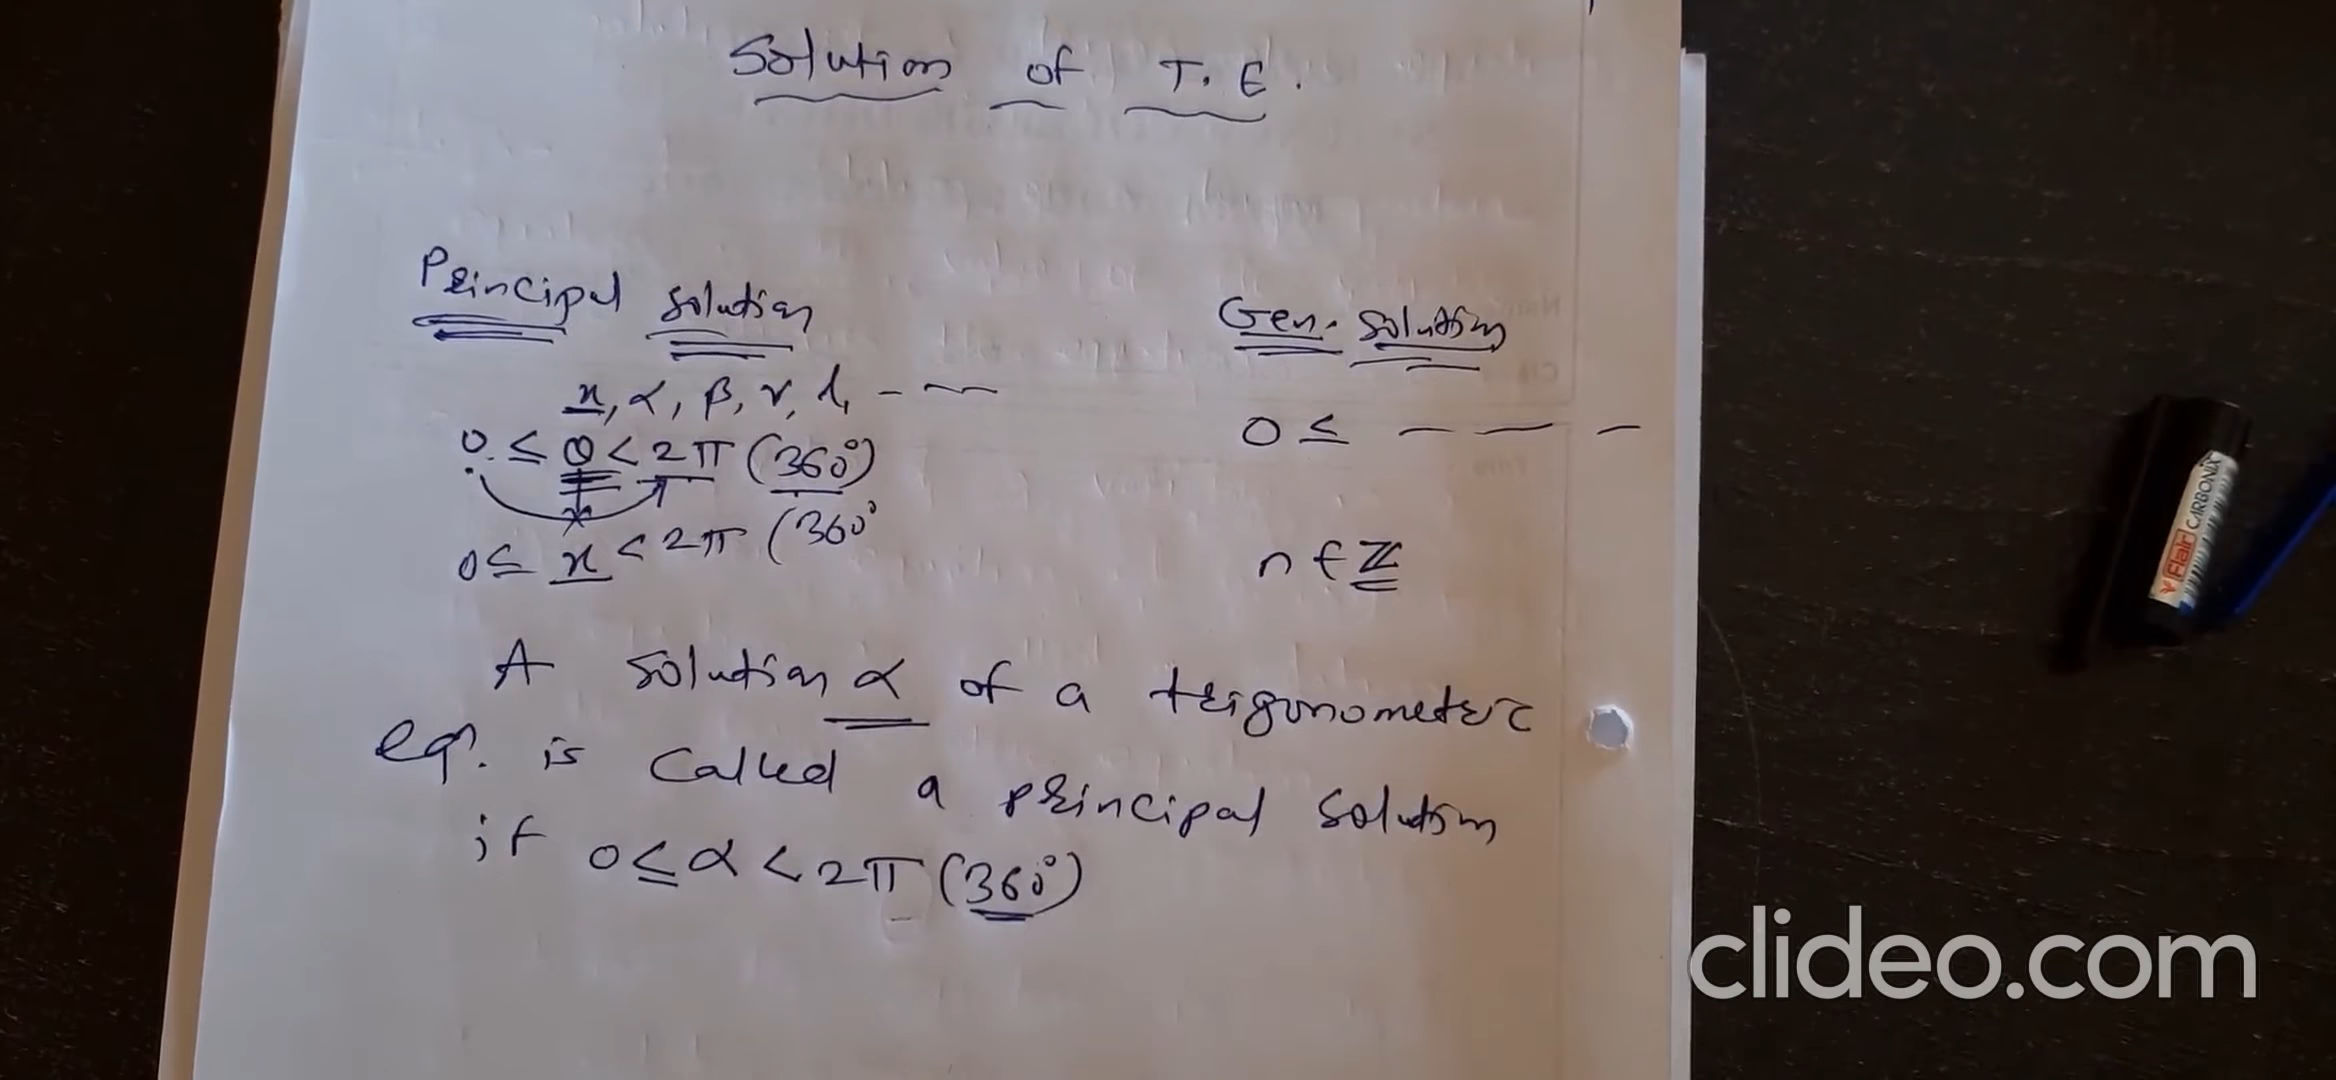 Solution of T.E.
Principal solution
x, α, β, γ, λ, - —
0 ≤ θ < 2π (360°)
0 ≤ x < 2π (360°
Gen. solution
0 ≤ — — —
n ∈ ℤ
A solution α of a trigonometric
eqn. is called a principal solution
if 0 ≤ α < 2π (360°)
Flair CARBONIX
clideo.com